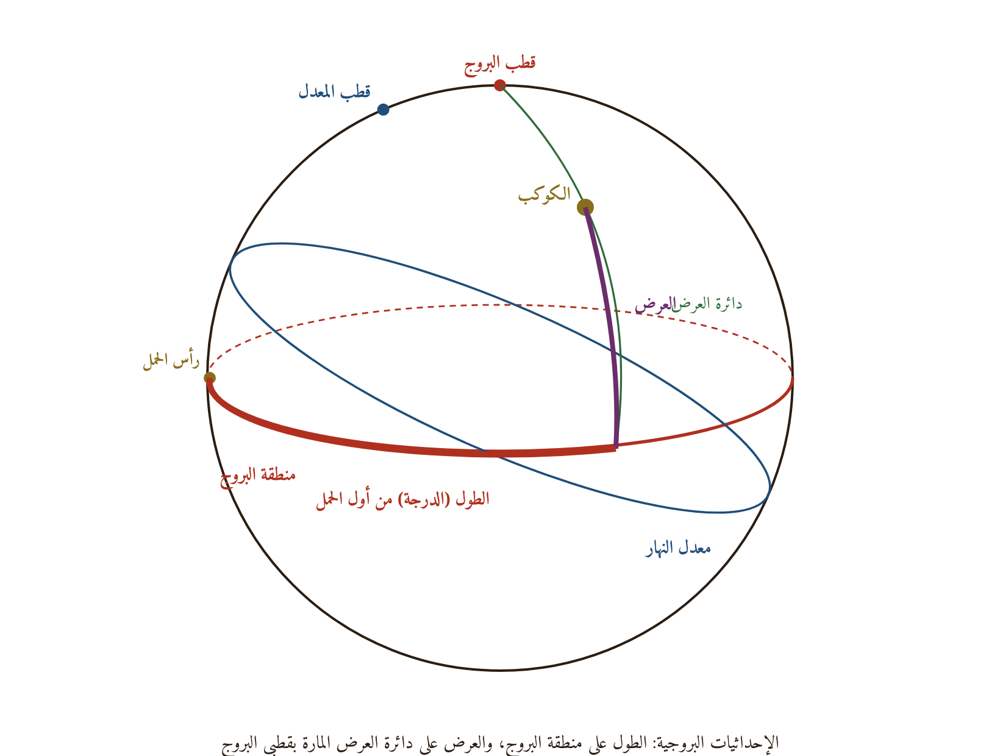 قطب البروج
قطب المعدل
الكوكب
دائرة العرض
العرض
رأس الحمل
منطقة البروج
الطول (الدرجة) من أول الحمل
معدل النهار
الإحداثيات البروجية: الطول على منطقة البروج، والعرض على دائرة العرض المارة بقطبي البروج